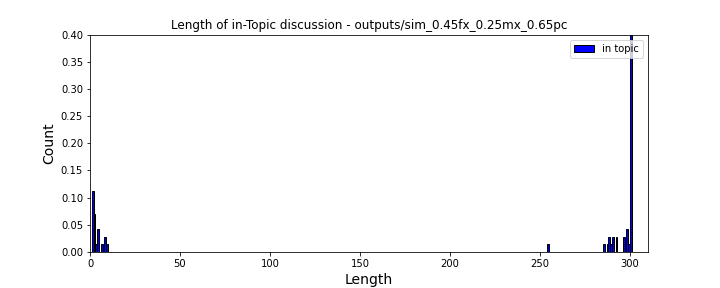 Length of in-Topic discussion - outputs/sim_0.45fx_0.25mx_0.65pc
in topic
Count
0.40
0.35
0.30
0.25
0.20
0.15
0.10
0.05
0.00
0 50 100 150 200 250 300
Length